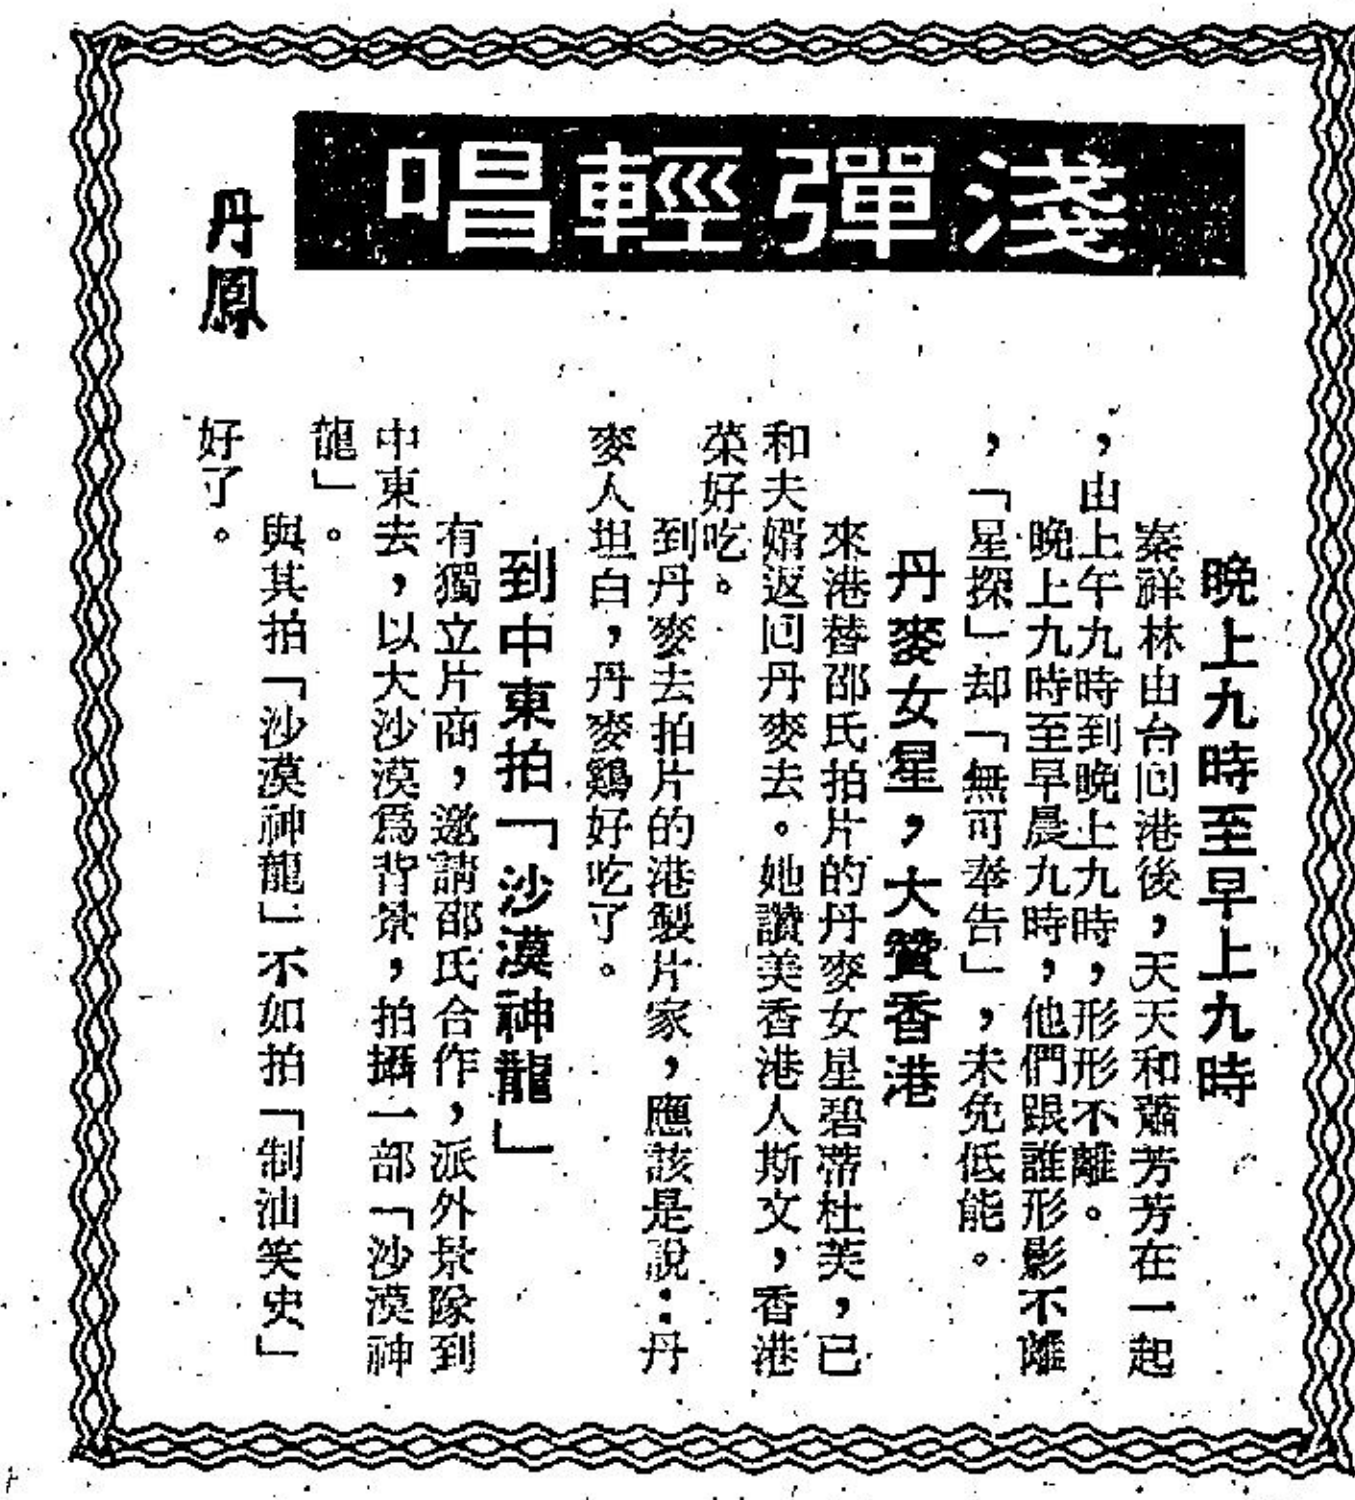 淺彈輕唱
丹鳳
晚上九時至早上九時
秦祥林由台囘港後，天天和蕭芳芳在一起
，由上午九時到晚上九時，形形不離。
晚上九時至早晨九時，他們跟誰形影不離
，「星探」却「無可奉告」，未免低能。
丹麥女星，大贊香港
來港替邵氏拍片的丹麥女星碧蒂杜芙，已
和夫婿返囘丹麥去。她讚美香港人斯文，香港
菜好吃。
到丹麥去拍片的港製片家，應該是說：丹
麥人坦白，丹麥鷄好吃了。
到中東拍「沙漠神龍」
有獨立片商，邀請邵氏合作，派外景隊到
中東去，以大沙漠爲背景，拍攝一部「沙漠神
龍」。
與其拍「沙漠神龍」不如拍「制油笑史」
好了。